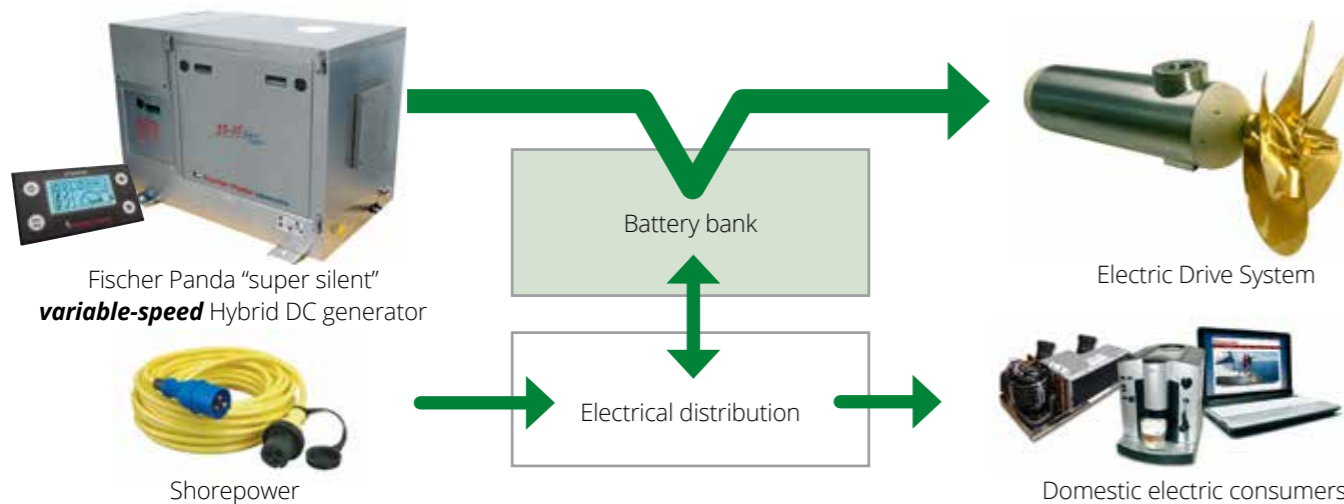 Battery bank
Fischer Panda “super silent”
variable-speed Hybrid DC generator
Electric Drive System
Electrical distribution
Shorepower
Domestic electric consumers